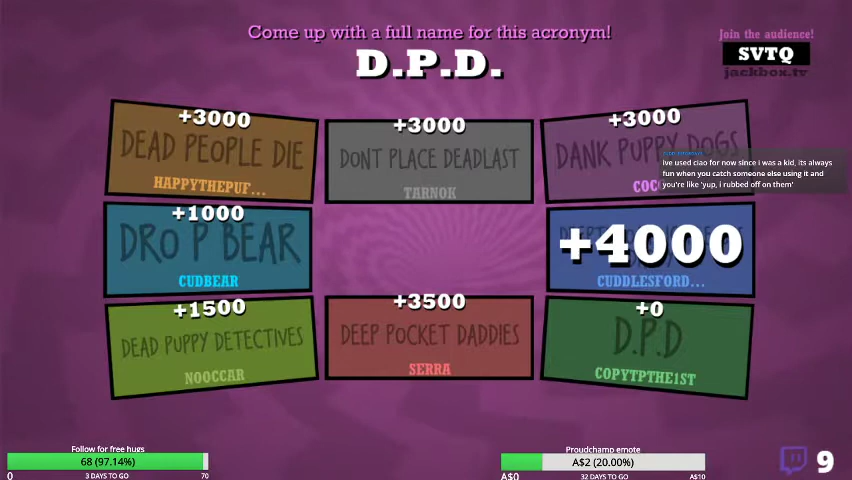 Come up with a full name for this acronym!
D.P.D.
Join the audience!
SVTQ
jackbox.tv
+3000
DEAD PEOPLE DIE
HAPPYTHEPUF...
+3000
DONT PLACE DEADLAST
TARNOK
+3000
DANK PUPPY DOGS
COC
ive used ciao for now since i was a kid, its always
fun when you catch someone else using it and
you're like 'yup, i rubbed off on them'
+1000
DRO P BEAR
CUDBEAR
+4000
CUDDLESFORD...
+1500
DEAD PUPPY DETECTIVES
NOOCCAR
+3500
DEEP POCKET DADDIES
SERRA
+0
D.P.D
COPYTPTHE1ST
Follow for free hugs
68 (97.14%)
0 3 DAYS TO GO 70
Proudchamp emote
A$2 (20.00%)
A$0 32 DAYS TO GO A$10
9